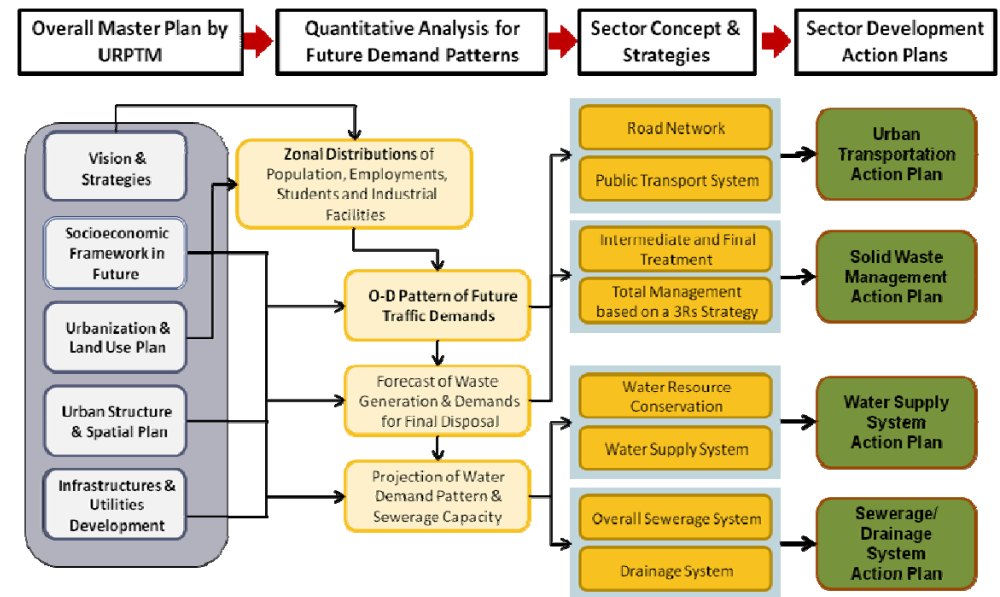 Overall Master Plan by
URPTM
Quantitative Analysis for
Future Demand Patterns
Sector Concept &
Strategies
Sector Development
Action Plans
Vision &
Strategies
Socioeconomic
Framework in
Future
Urbanization &
Land Use Plan
Urban Structure
& Spatial Plan
Infrastructures &
Utilities
Development
Zonal Distributions of
Population, Employments,
Students and Industrial
Facilities
O-D Pattern of Future
Traffic Demands
Forecast of Waste
Generation & Demands
for Final Disposal
Projection of Water
Demand Pattern &
Sewerage Capacity
Road Network
Public Transport System
Intermediate and Final
Treatment
Total Management
based on a 3Rs Strategy
Water Resource
Conservation
Water Supply System
Overall Sewerage System
Drainage System
Urban
Transportation
Action Plan
Solid Waste
Management
Action Plan
Water Supply
System
Action Plan
Sewerage/
Drainage
System
Action Plan